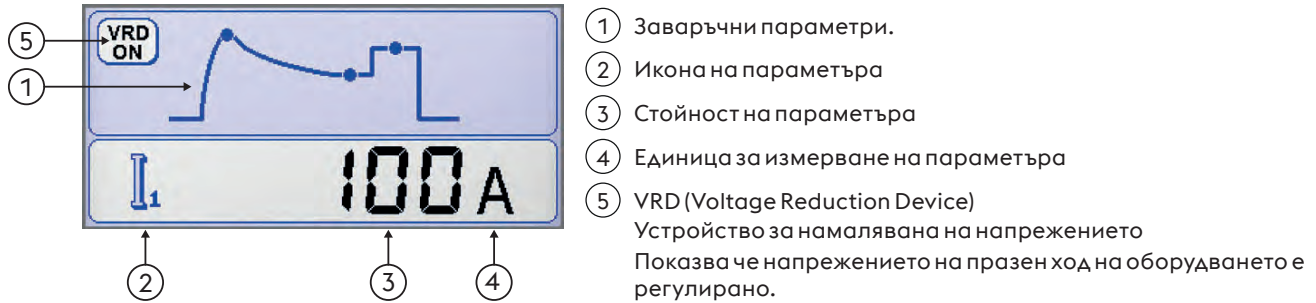 5
VRD
ON
1
I1
100 A
2
3
4
1 Заваръчни параметри.
2 Икона на параметъра
3 Стойност на параметъра
4 Единица за измерване на параметъра
5 VRD (Voltage Reduction Device)
Устройство за намалявана на напрежението
Показва че напрежението на празен ход на оборудването е
регулирано.